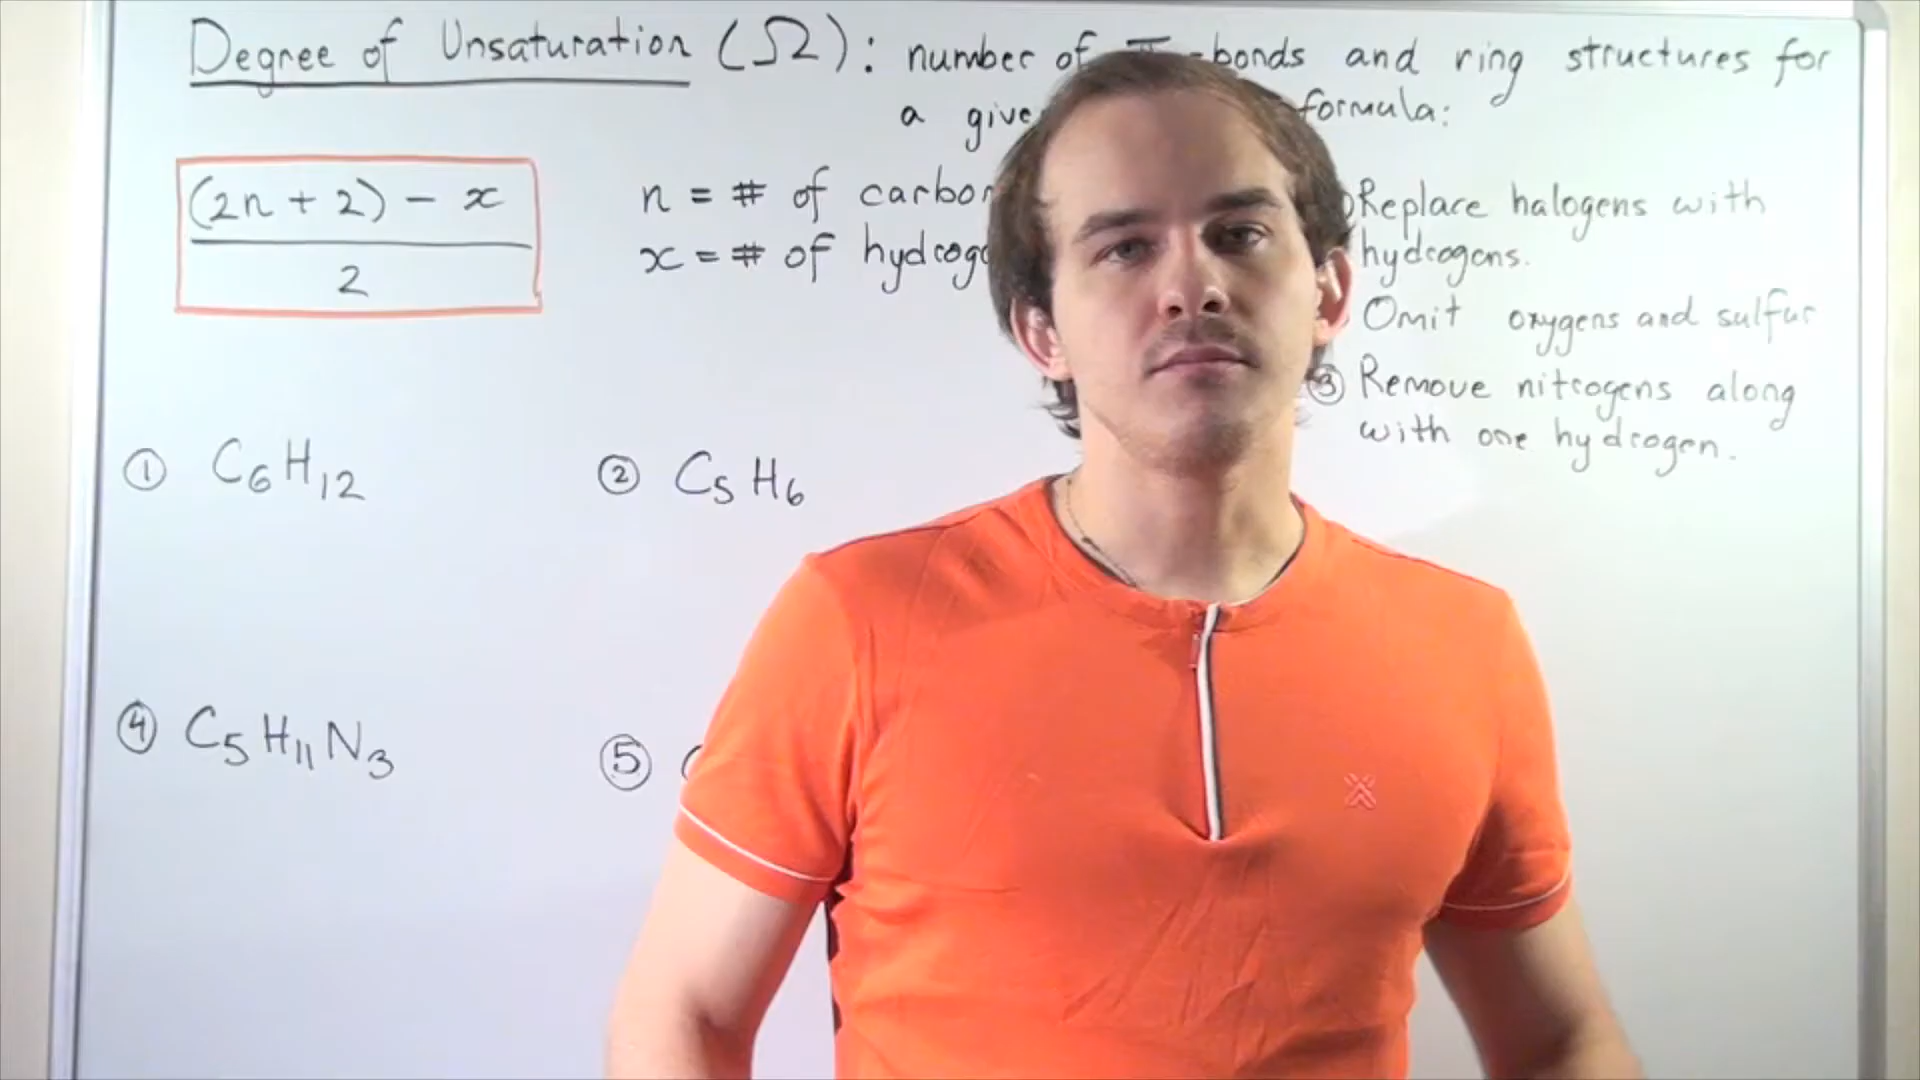 Degree of Unsaturation (Ω): number of π-bonds and ring structures for
a give formula:
(2n + 2) - x
2
n = # of carbon
x = # of hydrog
Replace halogens with
hydrogens.
Omit oxygens and sulfur
③ Remove nitrogens along
with one hydrogen.
① C₆H₁₂
② C₅H₆
④ C₅H₁₁N₃
⑤